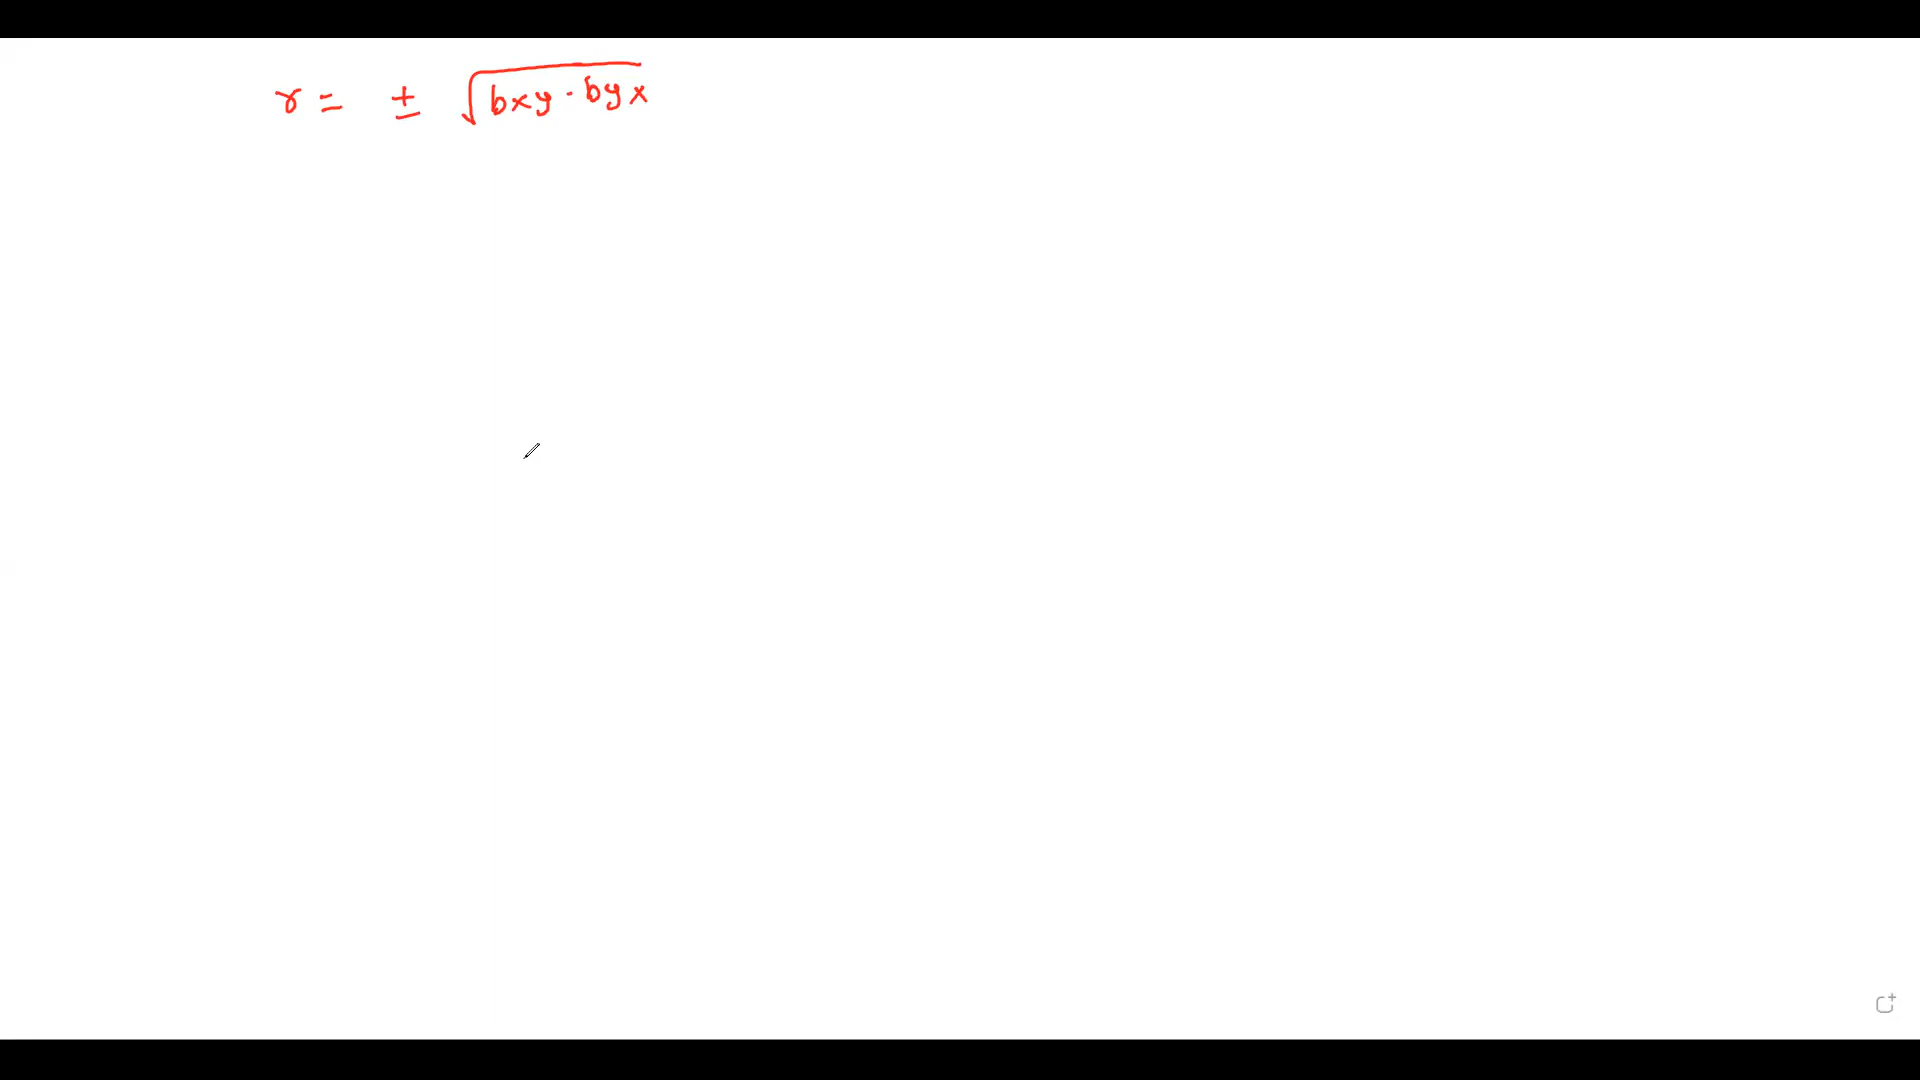 r = ± √bxy · byx